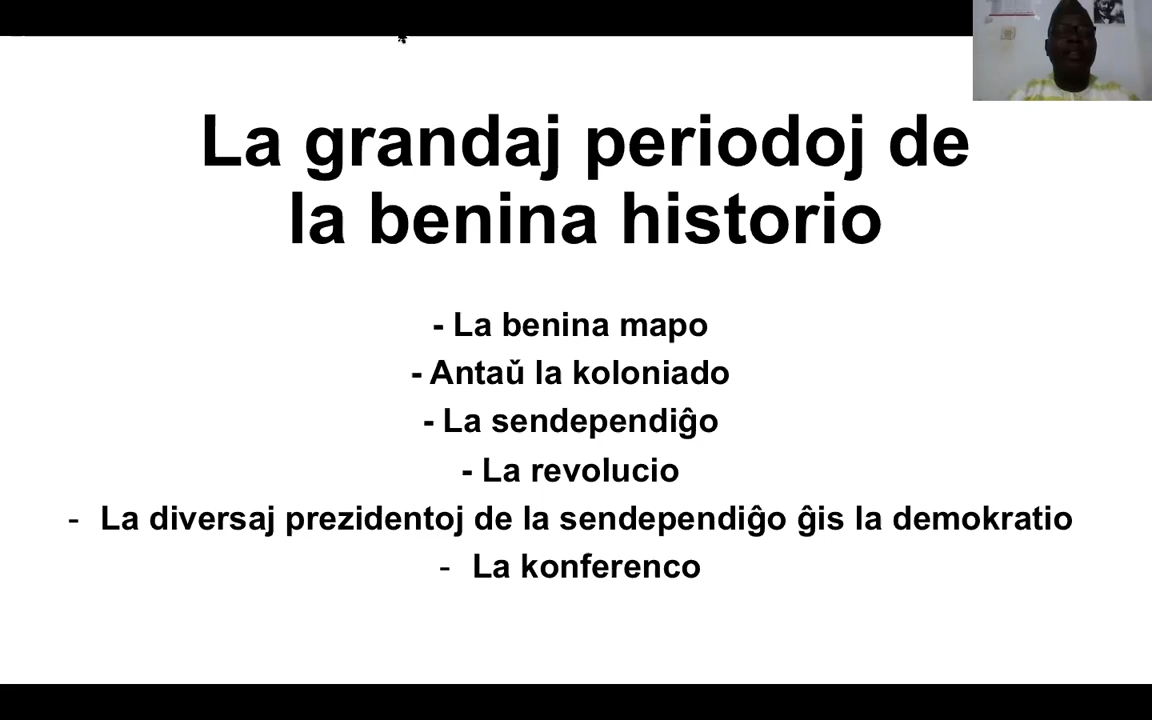 La grandaj periodoj de
la benina historio
- La benina mapo
- Antaŭ la koloniado
- La sendependiĝo
- La revolucio
- La diversaj prezidentoj de la sendependiĝo ĝis la demokratio
- La konferenco